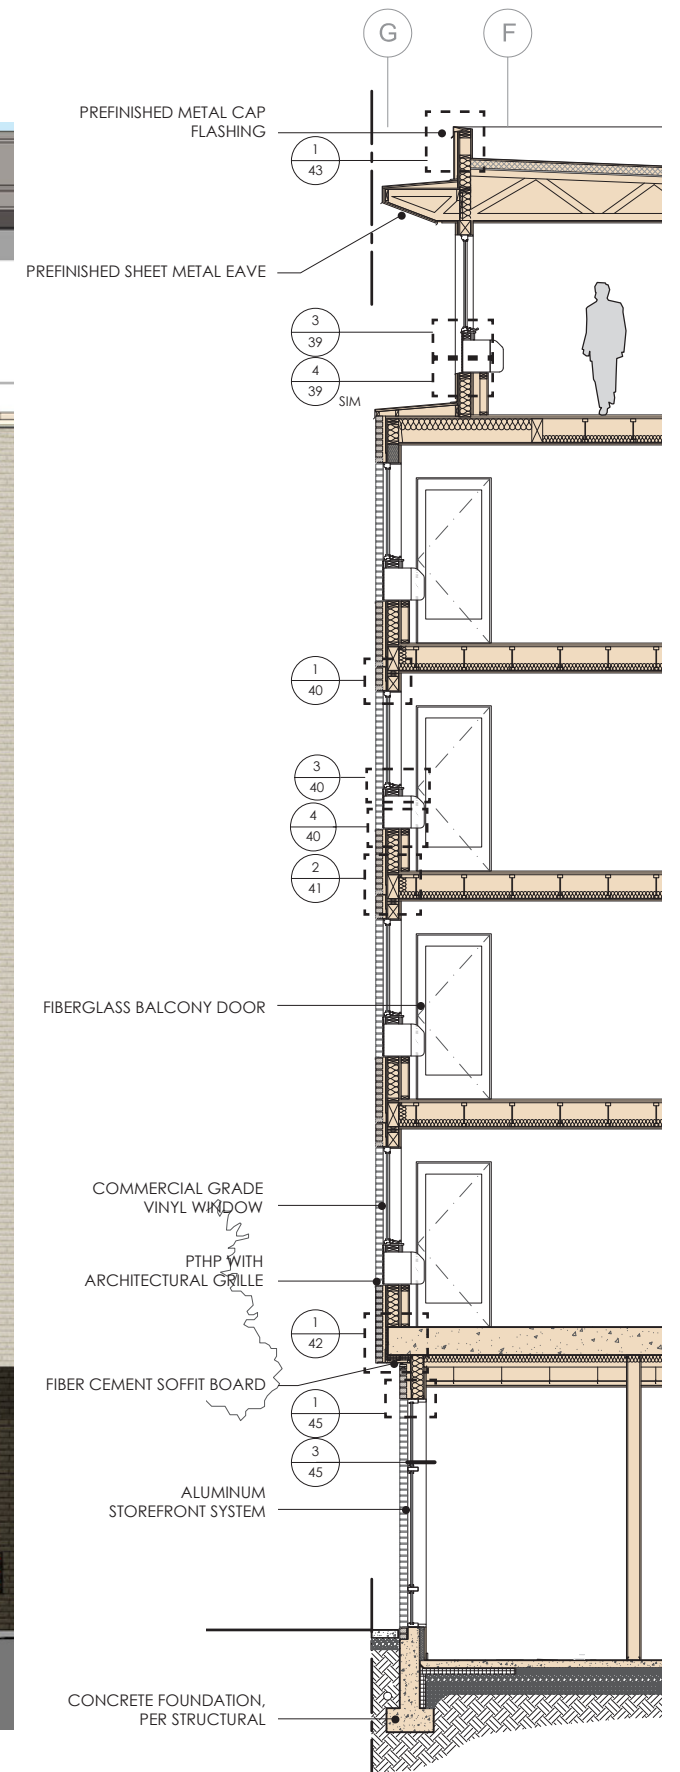 G
F
PREFINISHED METAL CAP
FLASHING
1
43
PREFINISHED SHEET METAL EAVE
3
39
4
39
SIM
1
40
3
40
4
40
2
41
FIBERGLASS BALCONY DOOR
COMMERCIAL GRADE
VINYL WINDOW
PTHP WITH
ARCHITECTURAL GRILLE
1
42
FIBER CEMENT SOFFIT BOARD
1
45
3
45
ALUMINUM
STOREFRONT SYSTEM
CONCRETE FOUNDATION,
PER STRUCTURAL